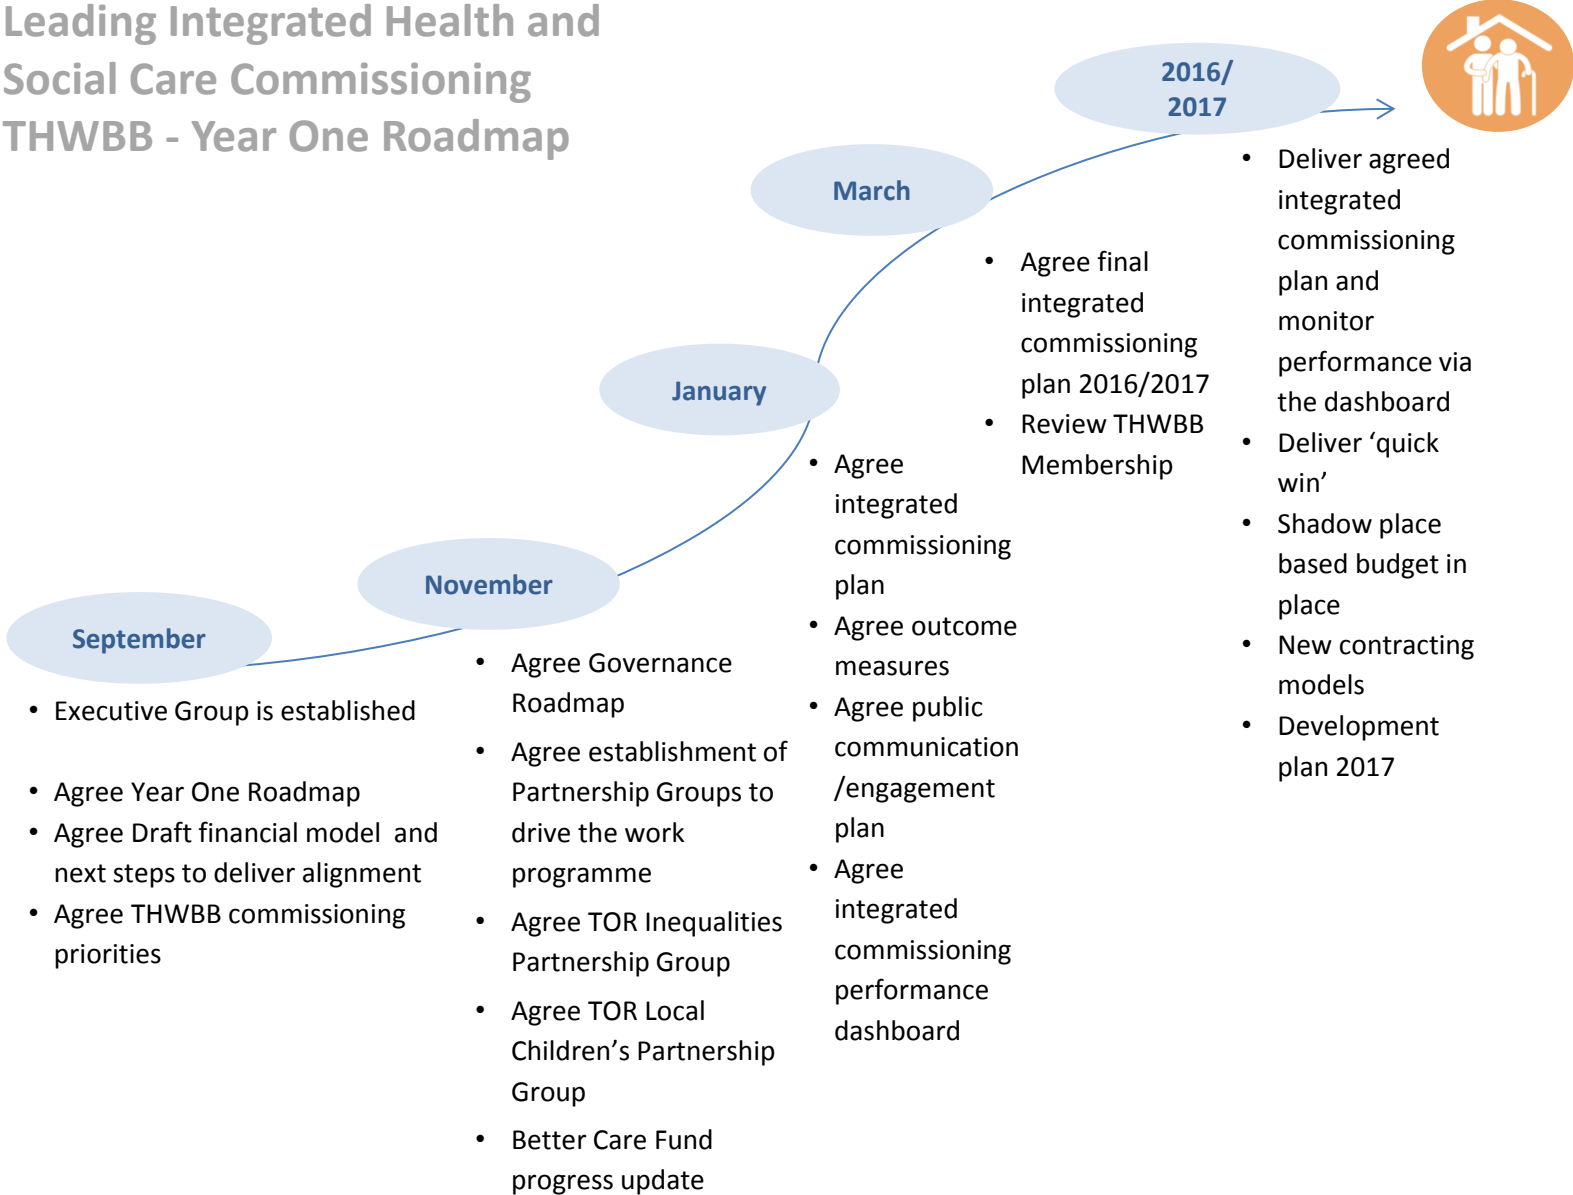 Leading Integrated Health and
Social Care Commissioning
THWBB - Year One Roadmap
September
• Executive Group is established
• Agree Year One Roadmap
• Agree Draft financial model  and
next steps to deliver alignment
• Agree THWBB commissioning
priorities
November
• Agree Governance
Roadmap
• Agree establishment of
Partnership Groups to
drive the work
programme
• Agree TOR Inequalities
Partnership Group
• Agree TOR Local
Children’s Partnership
Group
• Better Care Fund
progress update
January
• Agree
integrated
commissioning
plan
• Agree outcome
measures
• Agree public
communication
/engagement
plan
• Agree
integrated
commissioning
performance
dashboard
March
• Agree final
integrated
commissioning
plan 2016/2017
• Review THWBB
Membership
2016/
2017
• Deliver agreed
integrated
commissioning
plan and
monitor
performance via
the dashboard
• Deliver ‘quick
win’
• Shadow place
based budget in
place
• New contracting
models
• Development
plan 2017